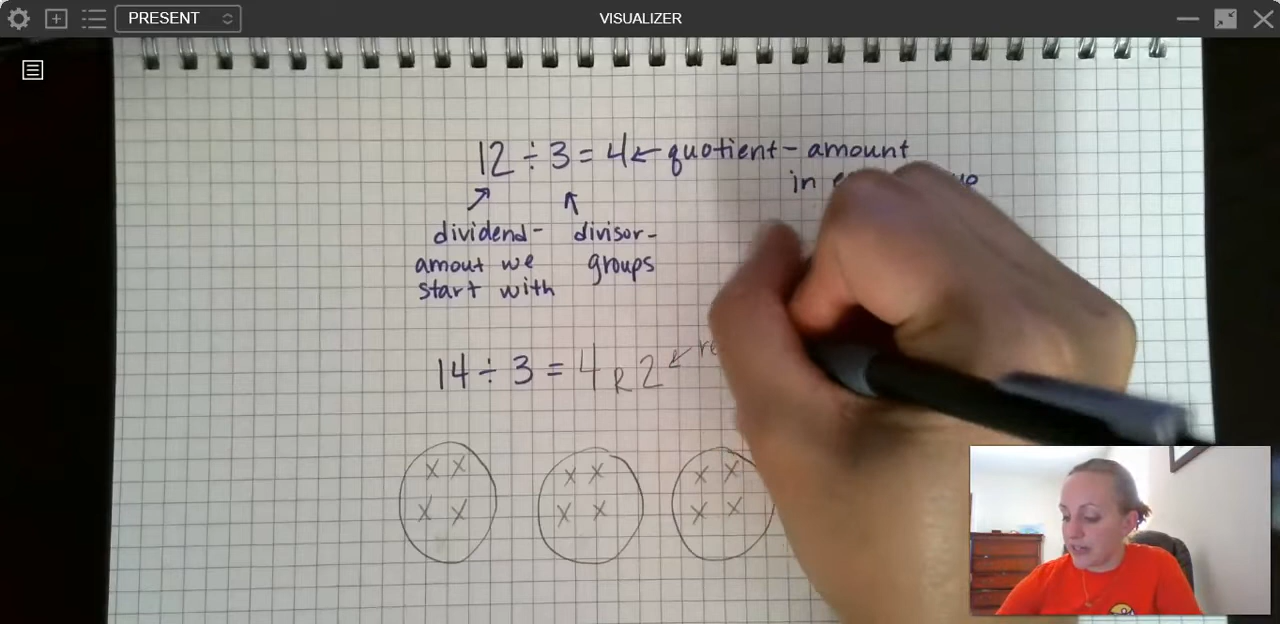 PRESENT
VISUALIZER
12 ÷ 3 = 4 ← quotient - amount
in
dividend - divisor -
amout we groups
start with
14 ÷ 3 = 4 R 2 ←
X X X X X X
X X X X X X